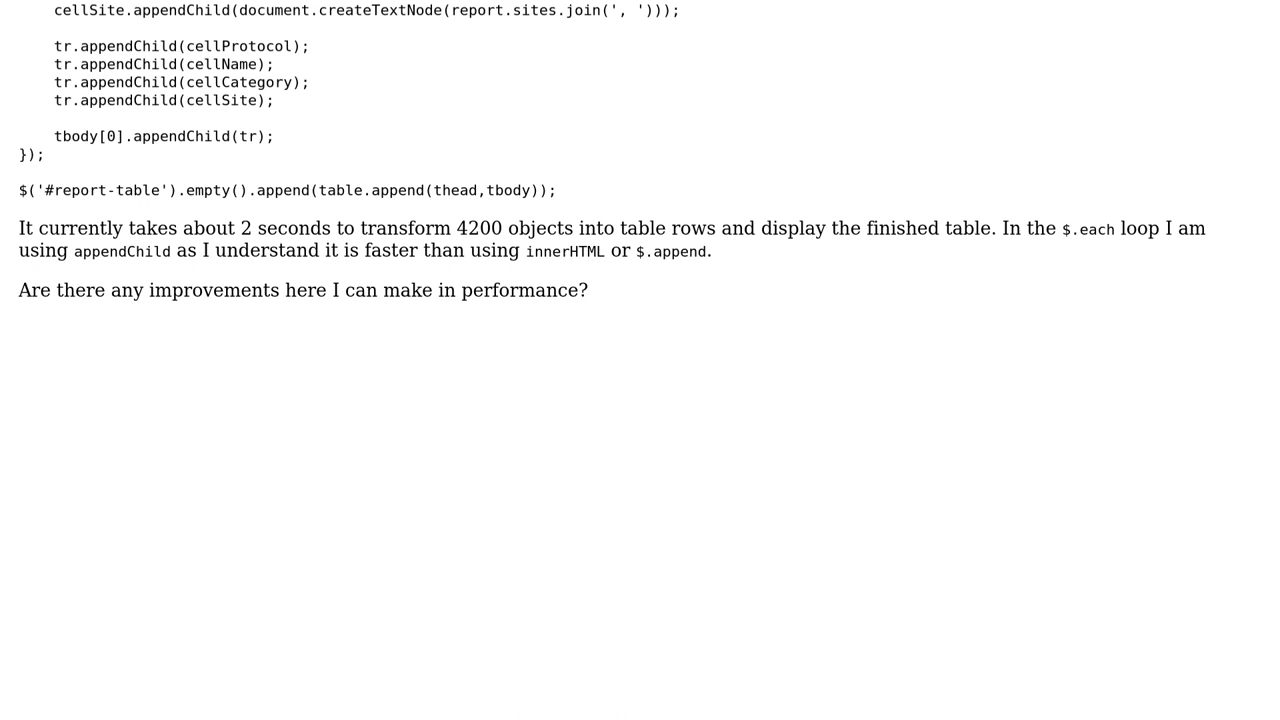 cellSite.appendChild(document.createTextNode(report.sites.join(', ')));
tr.appendChild(cellProtocol);
tr.appendChild(cellName);
tr.appendChild(cellCategory);
tr.appendChild(cellSite);
tbody[0].appendChild(tr);
});
$('#report-table').empty().append(table.append(thead,tbody));
It currently takes about 2 seconds to transform 4200 objects into table rows and display the finished table. In the $.each loop I am
using appendChild as I understand it is faster than using innerHTML or $.append.
Are there any improvements here I can make in performance?